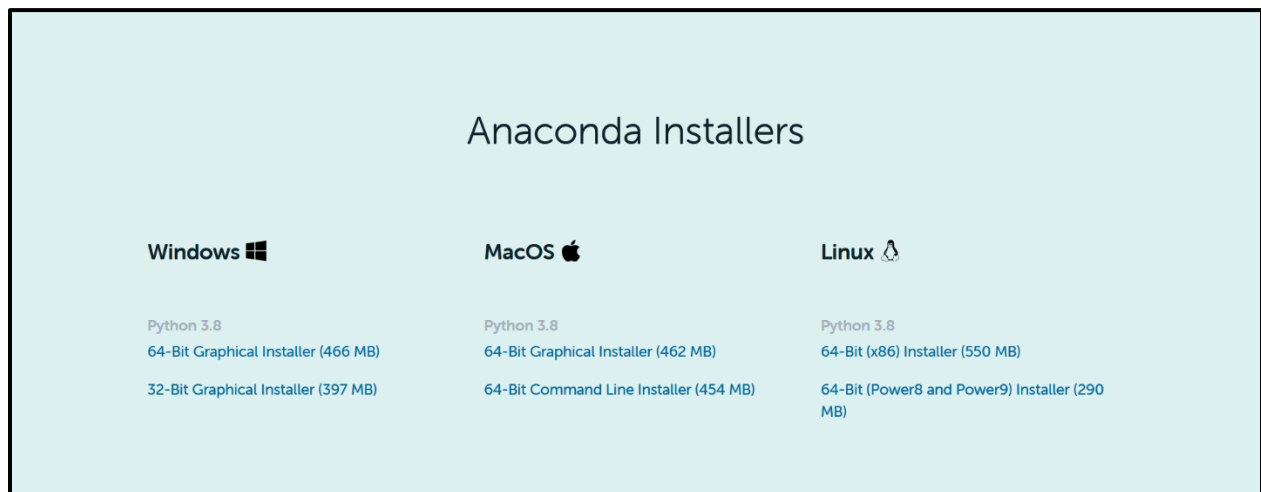 Anaconda Installers
Windows
Python 3.8
64-Bit Graphical Installer (466 MB)
32-Bit Graphical Installer (397 MB)
MacOS
Python 3.8
64-Bit Graphical Installer (462 MB)
64-Bit Command Line Installer (454 MB)
Linux
Python 3.8
64-Bit (x86) Installer (550 MB)
64-Bit (Power8 and Power9) Installer (290
MB)